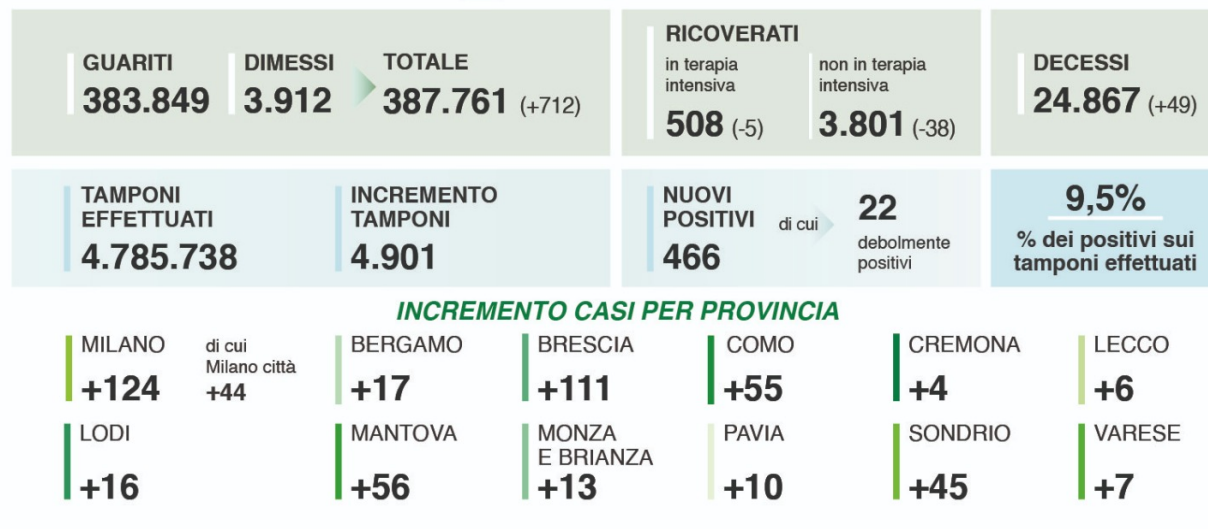 GUARITI
383.849
DIMESSI
3.912
TOTALE
387.761 (+712)
RICOVERATI
in terapia
intensiva
508 (-5)
non in terapia
intensiva
3.801 (-38)
DECESSI
24.867 (+49)
TAMPONI
EFFETTUATI
4.785.738
INCREMENTO
TAMPONI
4.901
NUOVI
POSITIVI
466
di cui
22
debolmente
positivi
9,5%
% dei positivi sui
tamponi effettuati
INCREMENTO CASI PER PROVINCIA
MILANO
+124
di cui
Milano città
+44
BERGAMO
+17
BRESCIA
+111
COMO
+55
CREMONA
+4
LECCO
+6
LODI
+16
MANTOVA
+56
MONZA
E BRIANZA
+13
PAVIA
+10
SONDRIO
+45
VARESE
+7